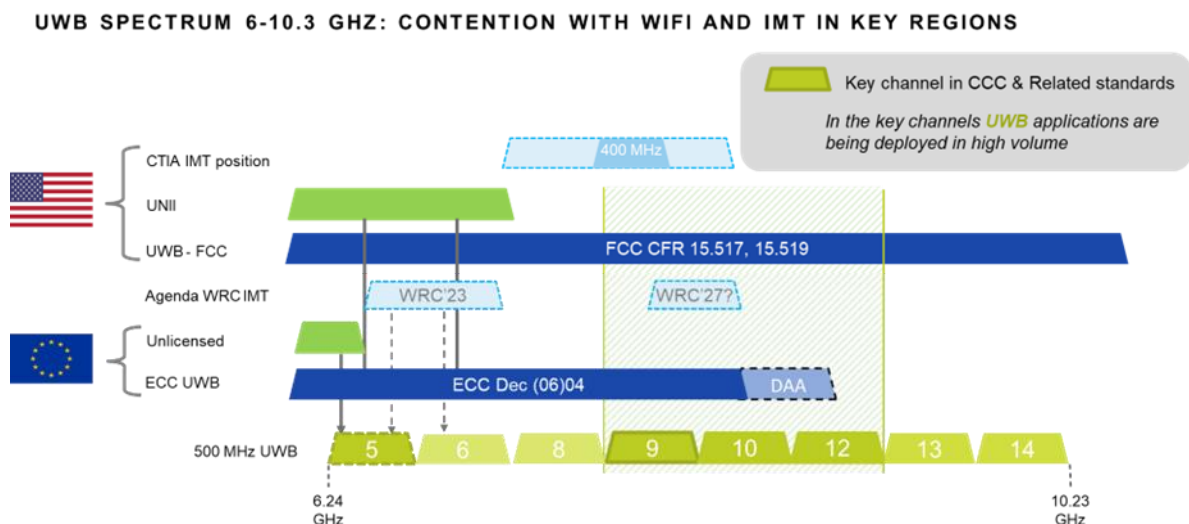 UWB SPECTRUM 6-10.3 GHZ: CONTENTION WITH WIFI AND IMT IN KEY REGIONS
Key channel in CCC & Related standards
In the key channels UWB applications are
being deployed in high volume
CTIA IMT position
400 MHz
UNII
UWB - FCC
FCC CFR 15.517, 15.519
Agenda WRC IMT
WRC'23
WRC'27?
Unlicensed
ECC UWB
ECC Dec (06)04
DAA
500 MHz UWB
5
6
8
9
10
12
13
14
6.24
GHz
10.23
GHz